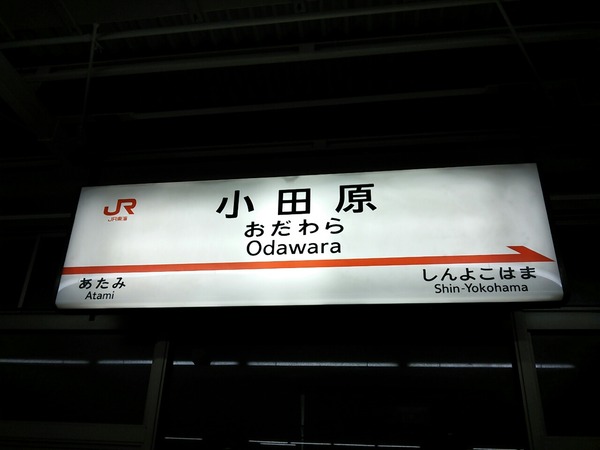 JR
JR東海
小田原
おだわら
Odawara
あたみ
Atami
しんよこはま
Shin-Yokohama